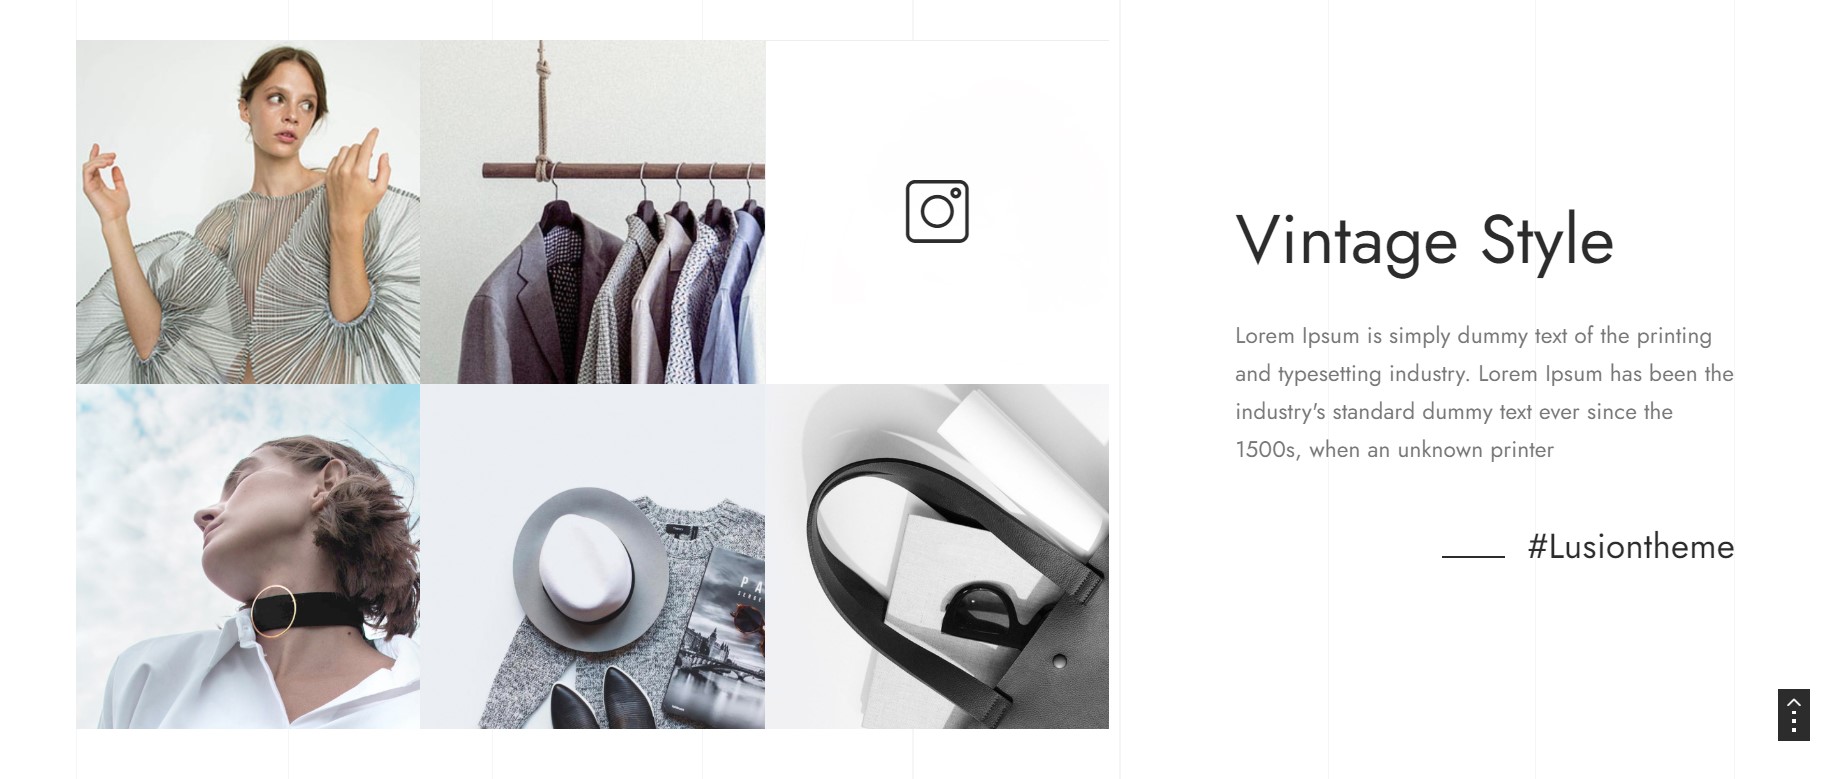 Vintage Style
Lorem Ipsum is simply dummy text of the printing
and typesetting industry. Lorem Ipsum has been the
industry's standard dummy text ever since the
1500s, when an unknown printer
#Lusiontheme
P A